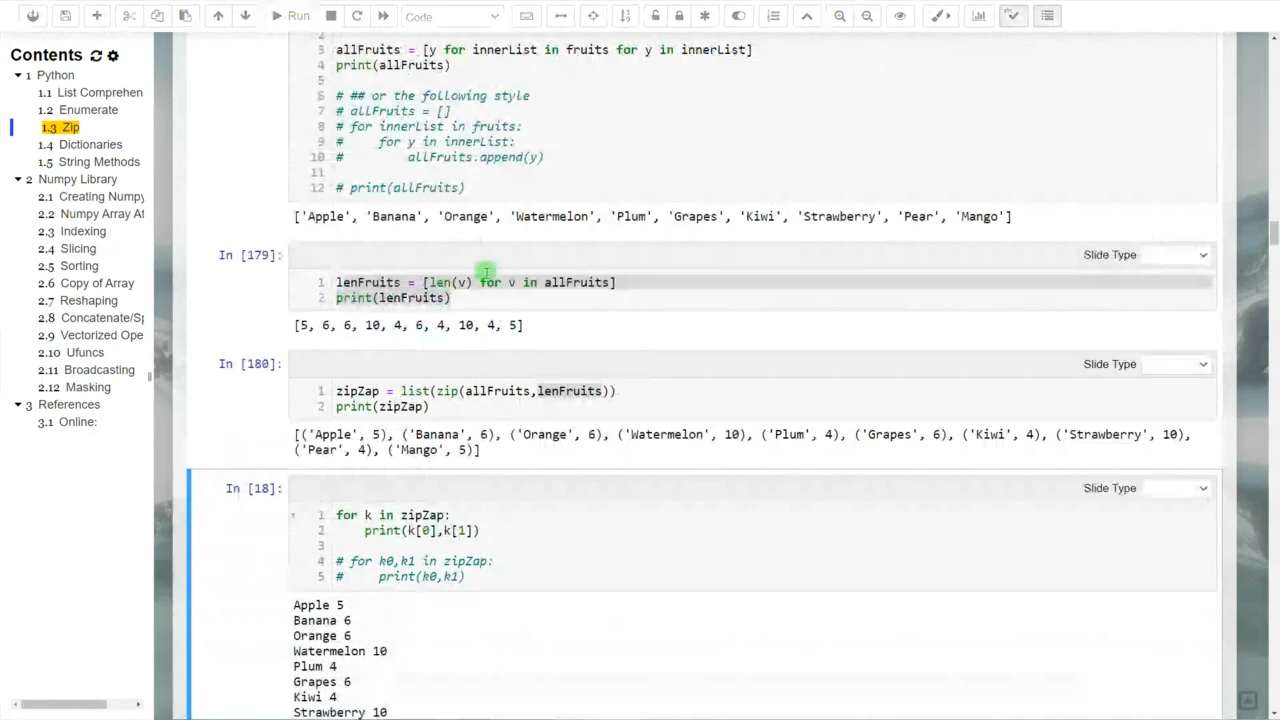 Run
Code
Contents
1 Python
1.1 List Comprehen
1.2 Enumerate
1.3 Zip
1.4 Dictionaries
1.5 String Methods
2 Numpy Library
2.1 Creating Numpy
2.2 Numpy Array At
2.3 Indexing
2.4 Slicing
2.5 Sorting
2.6 Copy of Array
2.7 Reshaping
2.8 Concatenate/Sp
2.9 Vectorized Ope
2.10 Ufuncs
2.11 Broadcasting
2.12 Masking
3 References
3.1 Online:
2
3 allFruits = [y for innerList in fruits for y in innerList]
4 print(allFruits)
5
6 # ## or the following style
7 # allFruits = []
8 # for innerList in fruits:
9 #     for y in innerList:
10 #         allFruits.append(y)
11
12 # print(allFruits)
['Apple', 'Banana', 'Orange', 'Watermelon', 'Plum', 'Grapes', 'Kiwi', 'Strawberry', 'Pear', 'Mango']
In [179]: Slide Type
1 lenFruits = [len(v) for v in allFruits]
2 print(lenFruits)
[5, 6, 6, 10, 4, 6, 4, 10, 4, 5]
In [180]: Slide Type
1 zipZap = list(zip(allFruits,lenFruits))
2 print(zipZap)
[('Apple', 5), ('Banana', 6), ('Orange', 6), ('Watermelon', 10), ('Plum', 4), ('Grapes', 6), ('Kiwi', 4), ('Strawberry', 10),
('Pear', 4), ('Mango', 5)]
In [18]: Slide Type
1 for k in zipZap:
2     print(k[0],k[1])
3
4 # for k0,k1 in zipZap:
5 #     print(k0,k1)
Apple 5
Banana 6
Orange 6
Watermelon 10
Plum 4
Grapes 6
Kiwi 4
Strawberry 10